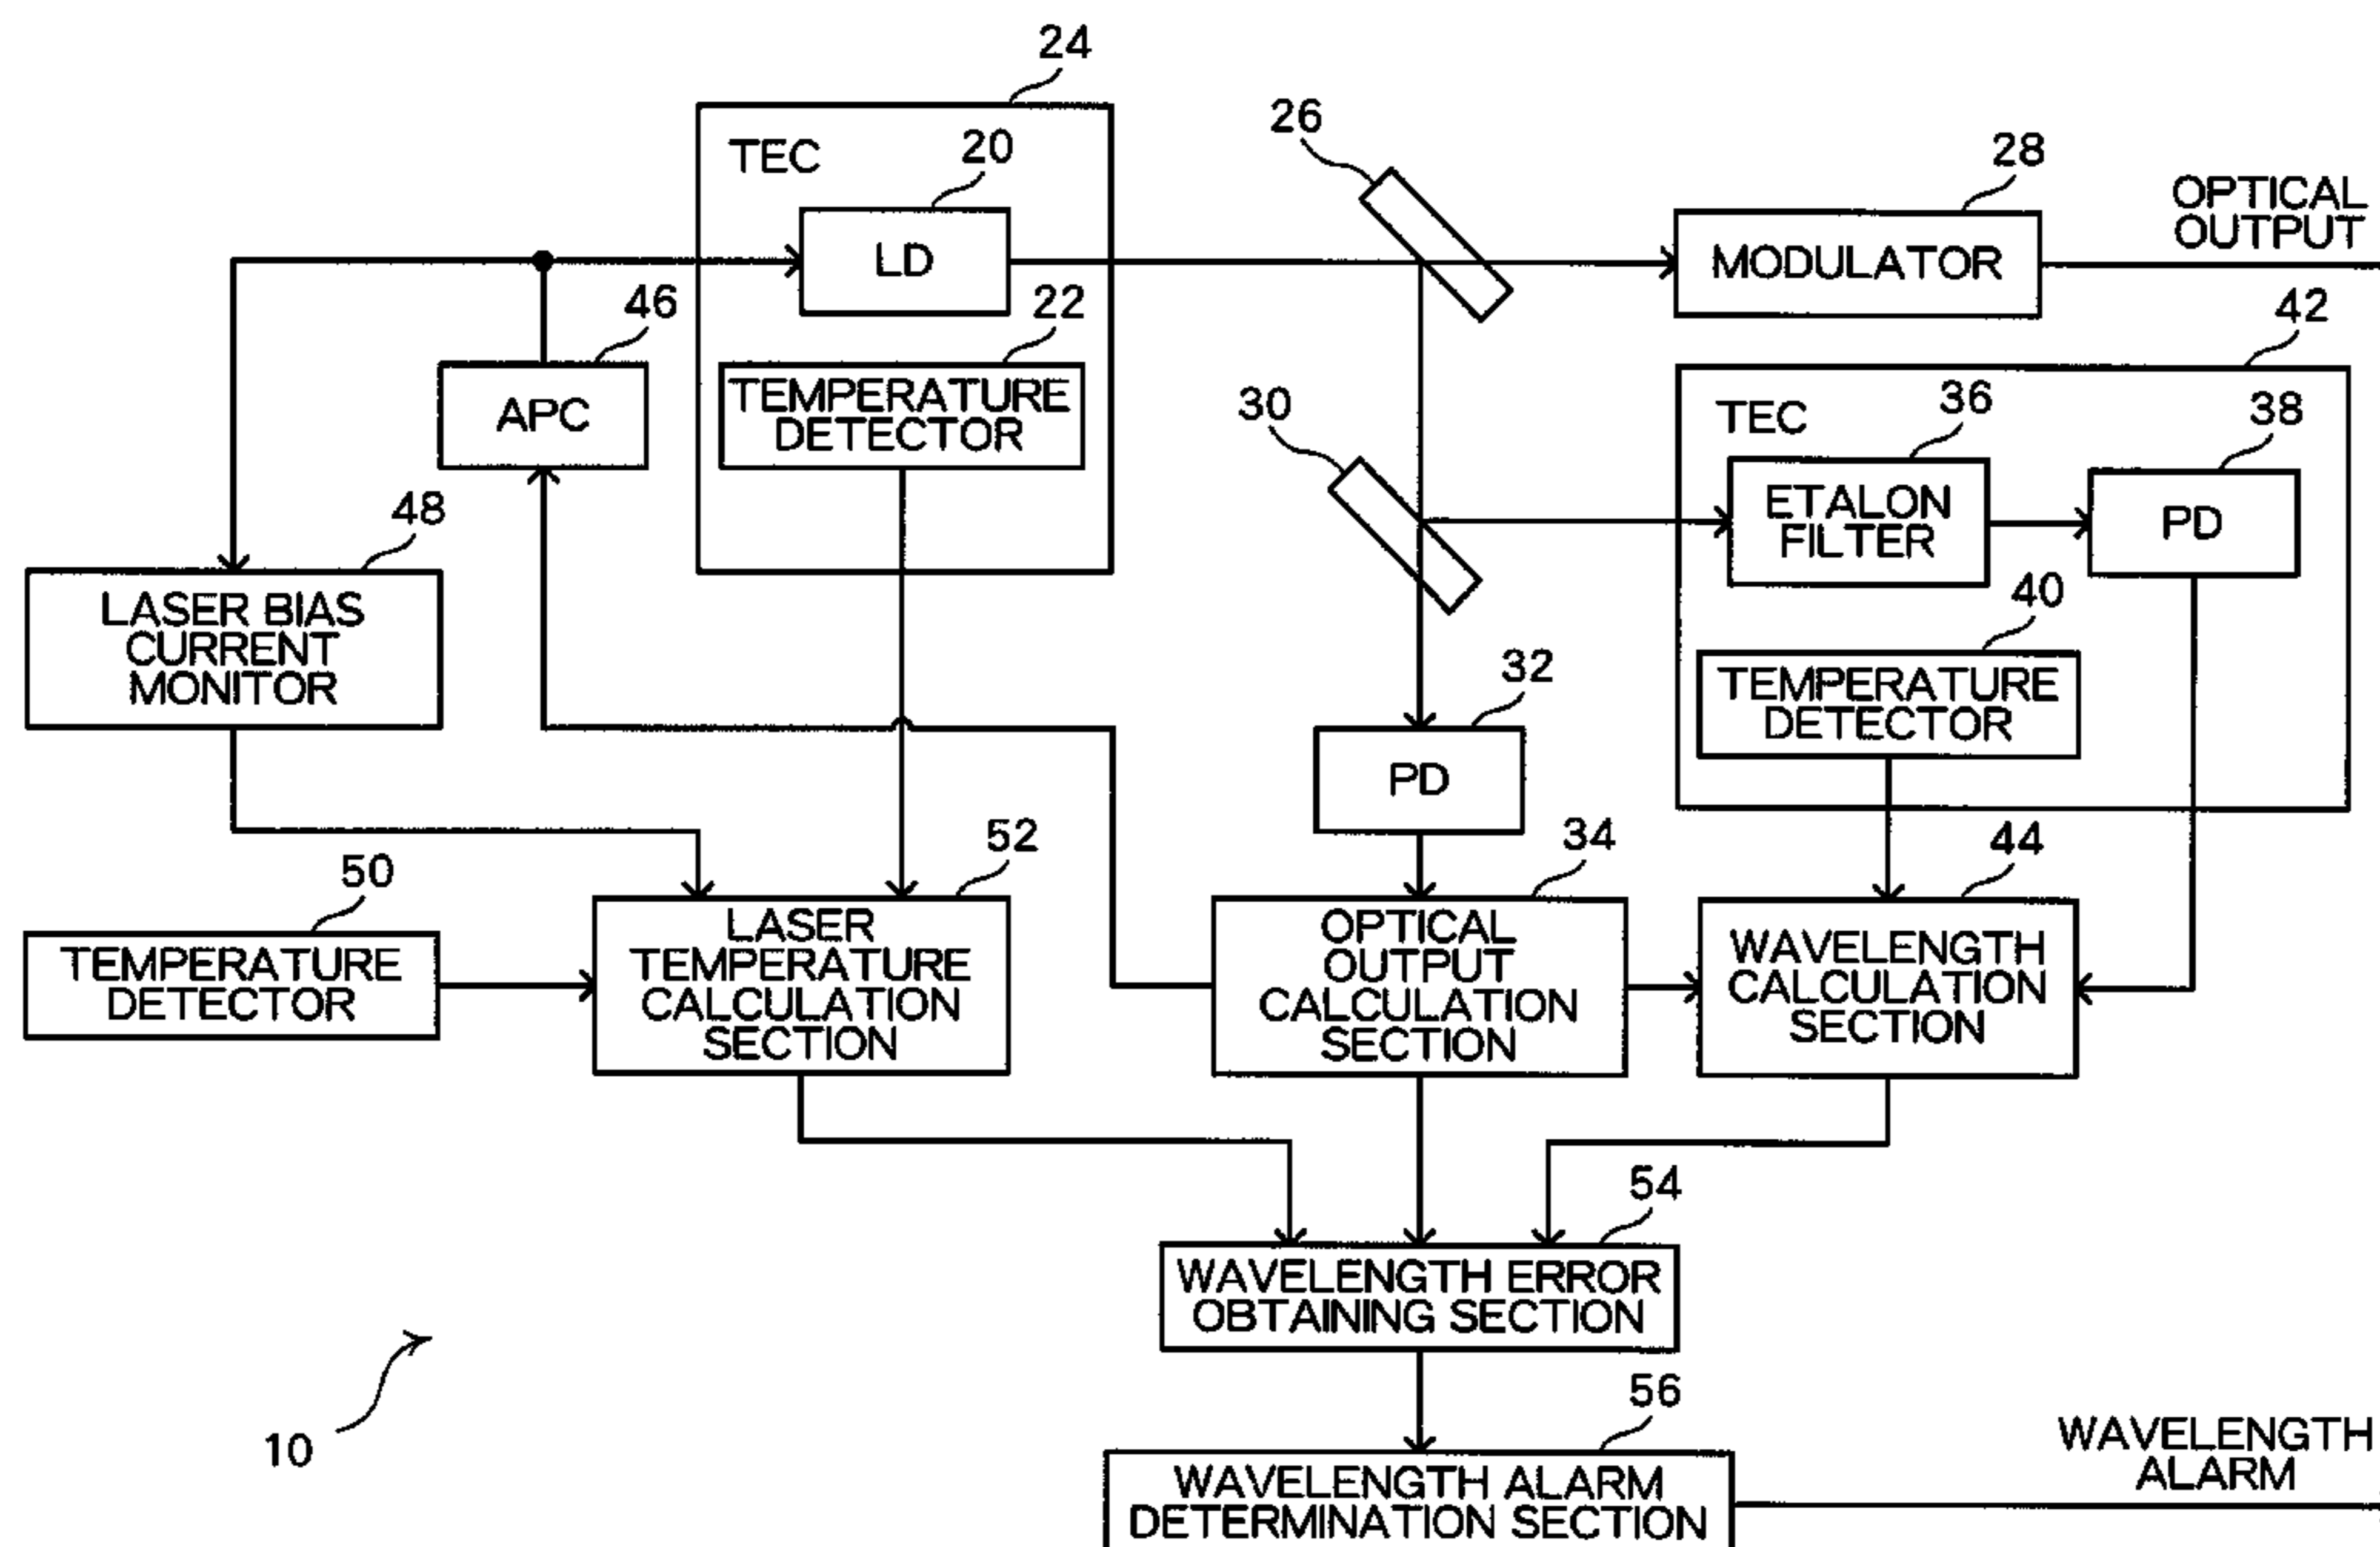 24
26
TEC
20
28
OPTICAL
OUTPUT
LD
MODULATOR
46
22
42
APC
TEMPERATURE
DETECTOR
30
TEC
36
38
48
ETALON
FILTER
PD
LASER BIAS
CURRENT
MONITOR
40
32
TEMPERATURE
DETECTOR
PD
50
52
34
44
TEMPERATURE
DETECTOR
LASER
TEMPERATURE
CALCULATION
SECTION
OPTICAL
OUTPUT
CALCULATION
SECTION
WAVELENGTH
CALCULATION
SECTION
54
WAVELENGTH ERROR
OBTAINING SECTION
10
56
WAVELENGTH ALARM
DETERMINATION SECTION
WAVELENGTH
ALARM